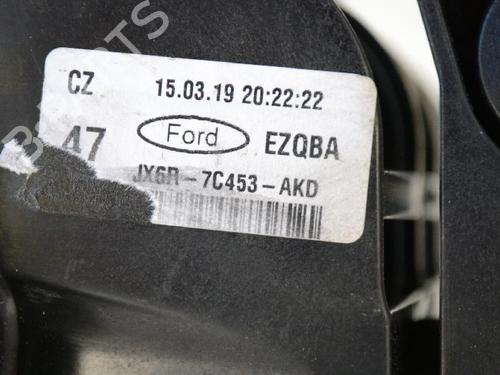 CZ 15.03.19 20:22:22
47 Ford EZQBA
JX6R-7C453-AKD